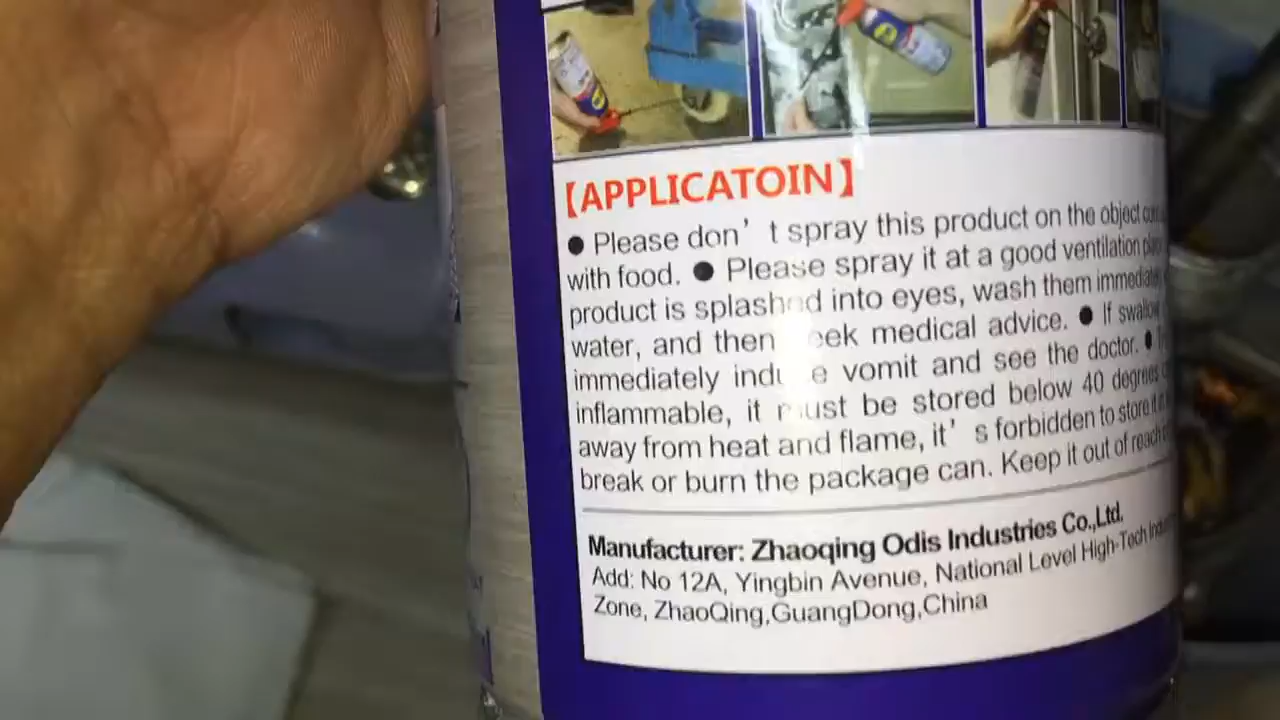 【APPLICATOIN】
● Please don't spray this product on the object
with food. ● Please spray it at a good ventilation
product is splashed into eyes, wash them immediately
water, and then seek medical advice. ● If swallow
immediately induce vomit and see the doctor. ●
inflammable, it must be stored below 40 degrees
away from heat and flame, it's forbidden to store it
break or burn the package can. Keep it out of reach
Manufacturer: Zhaoqing Odis Industries Co.,Ltd.
Add: No 12A, Yingbin Avenue, National Level High-Tech
Zone, ZhaoQing,GuangDong,China